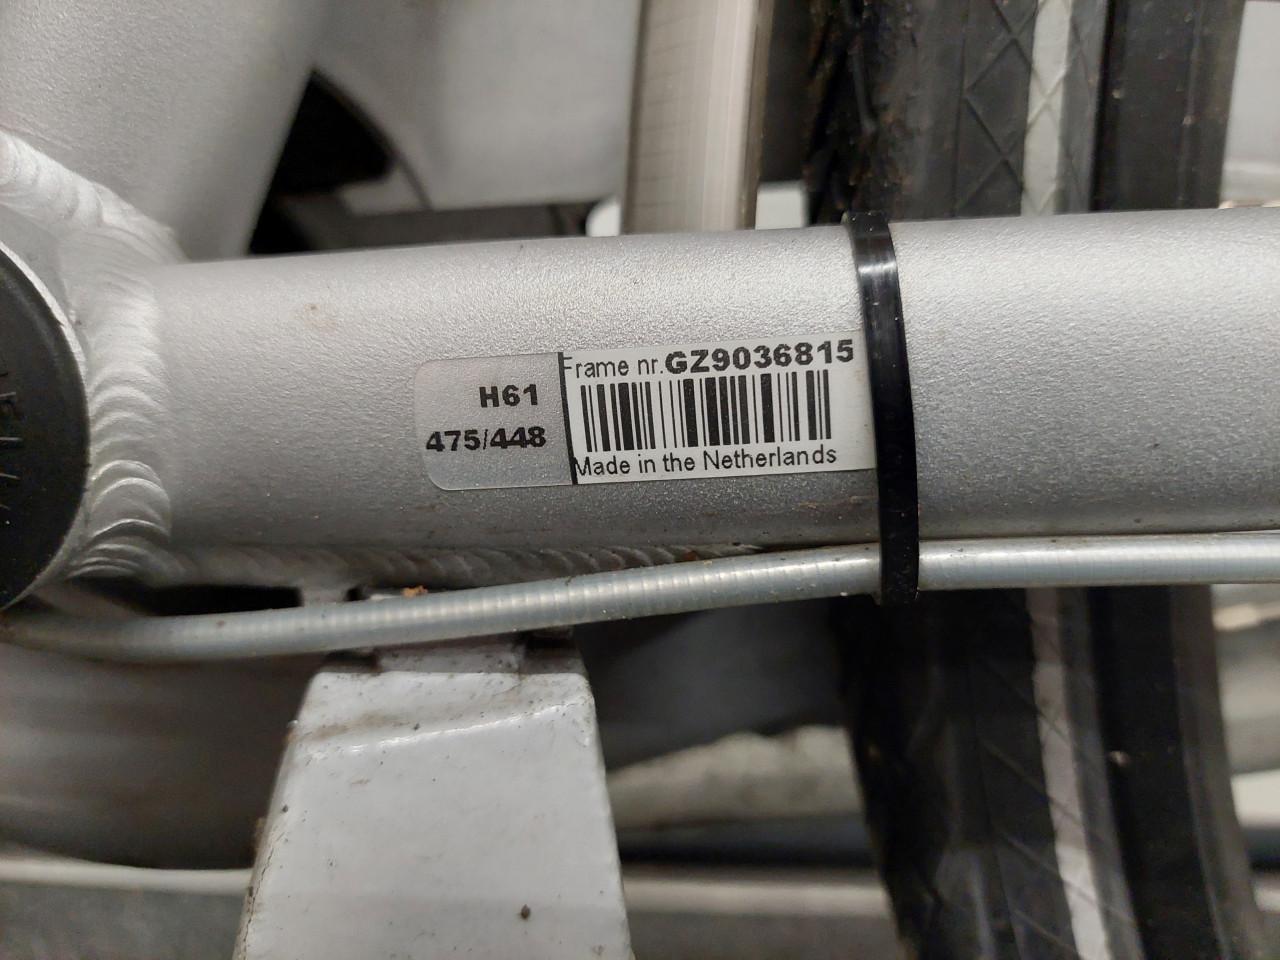 H61
475/448
Frame nr.GZ9036815
Made in the Netherlands